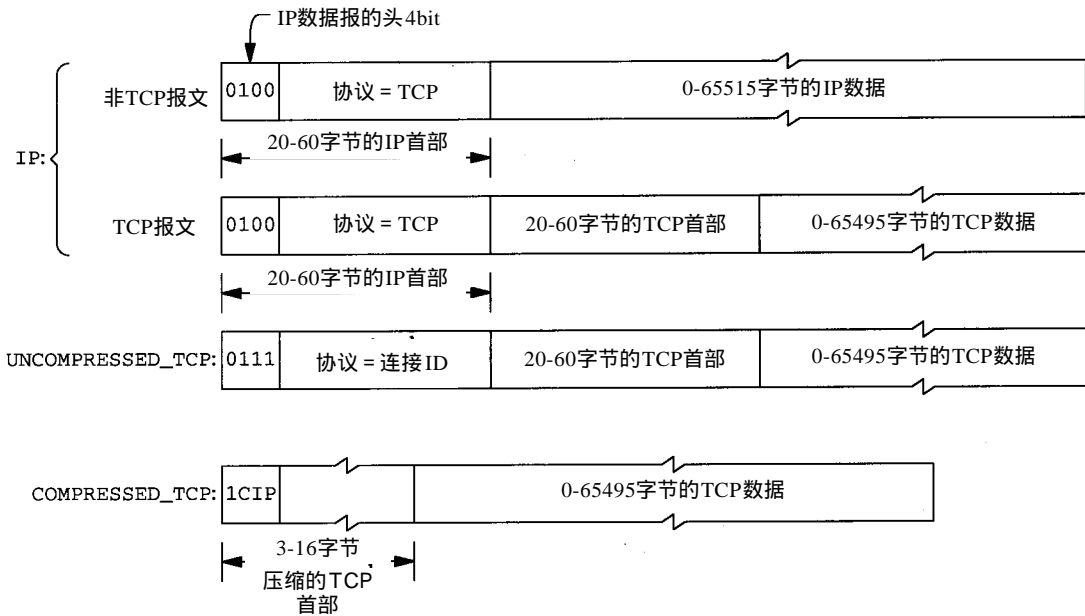 IP数据报的头4bit
非TCP报文
0100
协议 = TCP
0-65515字节的IP数据
20-60字节的IP首部
IP:
TCP报文
0100
协议 = TCP
20-60字节的TCP首部
0-65495字节的TCP数据
20-60字节的IP首部
UNCOMPRESSED_TCP:
0111
协议 = 连接ID
20-60字节的TCP首部
0-65495字节的TCP数据
COMPRESSED_TCP:
1CIP
0-65495字节的TCP数据
3-16字节
压缩的TCP
首部